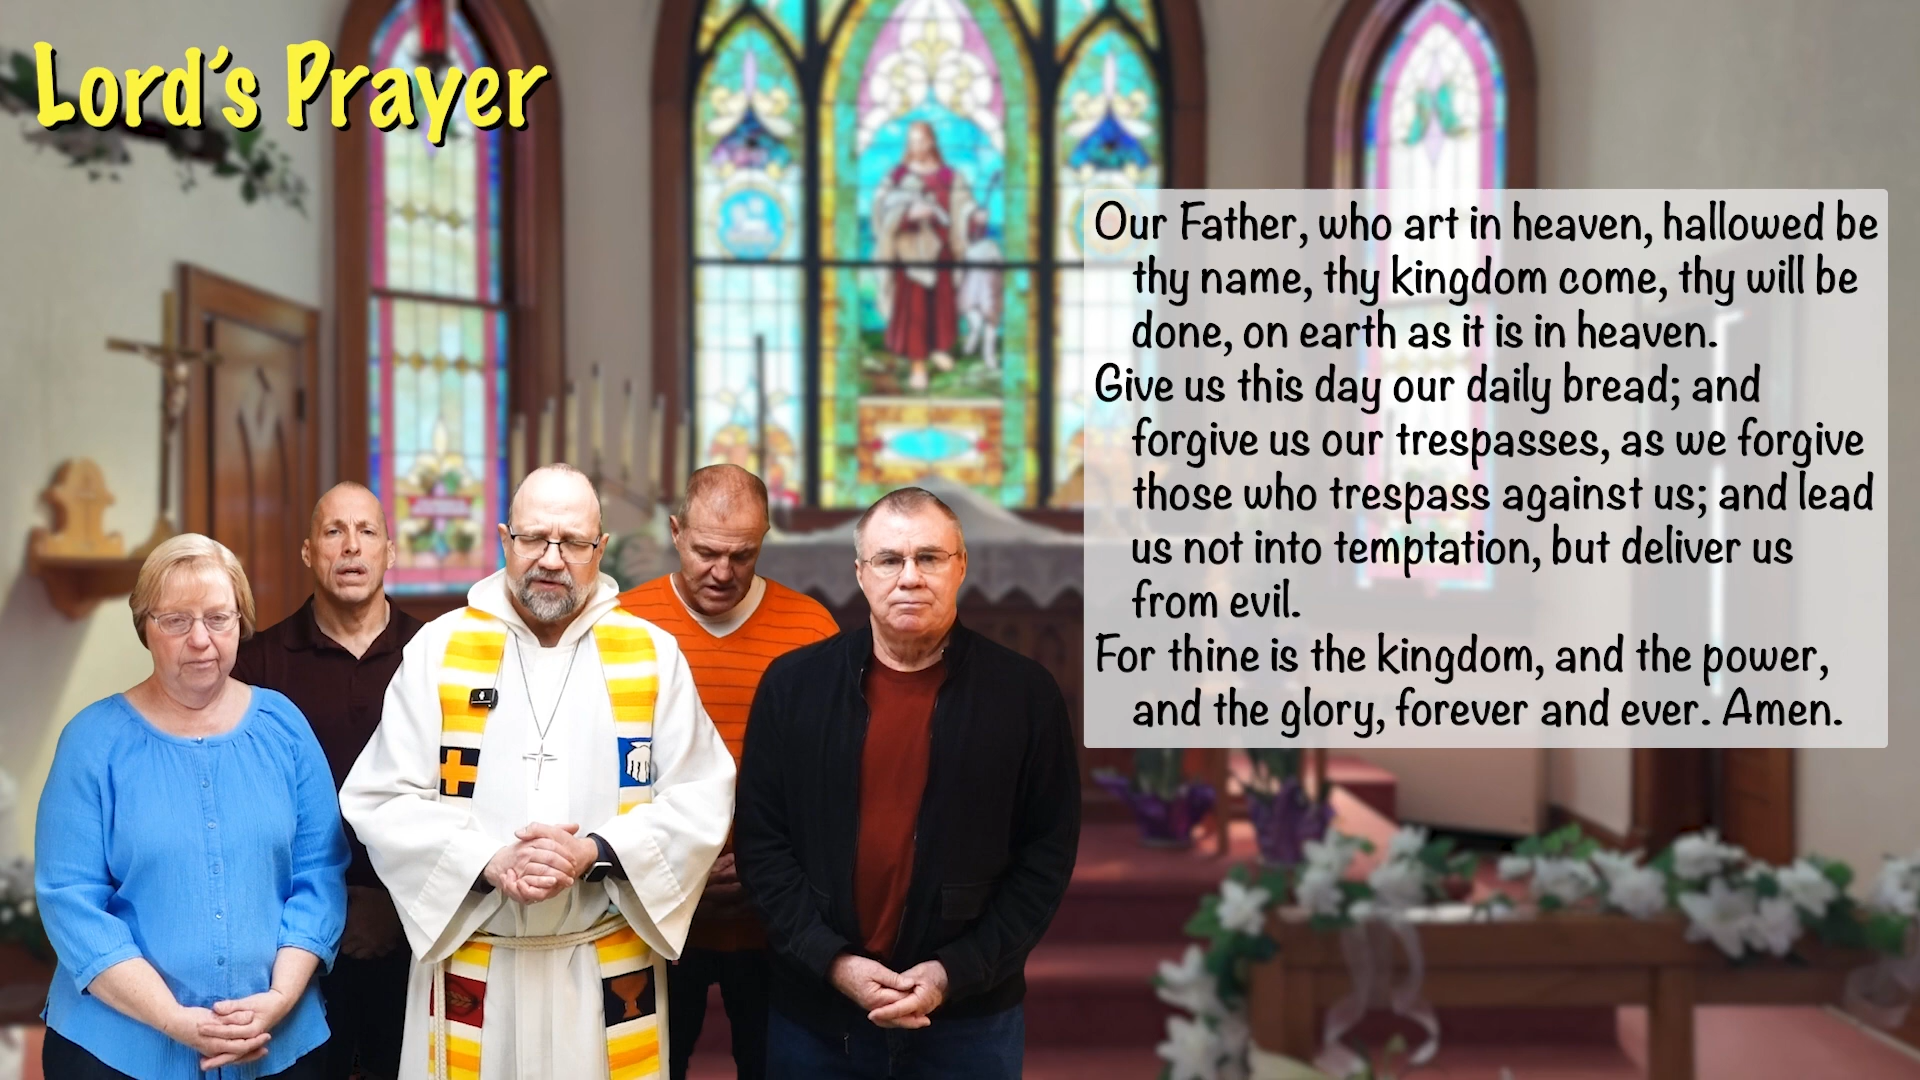 Lord's Prayer
Our Father, who art in heaven, hallowed be
thy name, thy kingdom come, thy will be
done, on earth as it is in heaven.
Give us this day our daily bread; and
forgive us our trespasses, as we forgive
those who trespass against us; and lead
us not into temptation, but deliver us
from evil.
For thine is the kingdom, and the power,
and the glory, forever and ever. Amen.